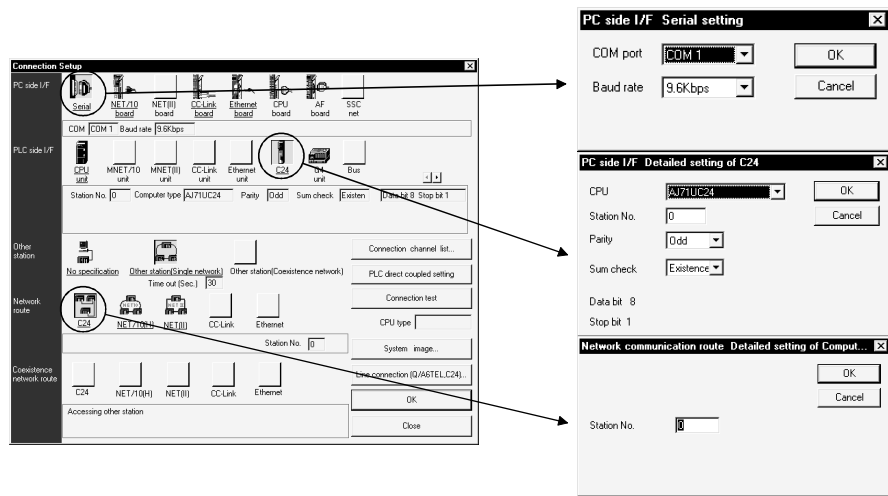 Connection Setup
PC side I/F
Serial
NET/10 board
NET(II) board
CC-Link board
Ethernet board
CPU board
AF board
SSC net
COM COM 1 Baud rate 9.6Kbps
PLC side I/F
CPU unit
MNET/10 unit
MNET(II) unit
CC-Link unit
Ethernet unit
C24
G4 unit
Bus
Station No. 0 Computer type AJ71UC24 Parity Odd Sum check Existen Data bit 8 Stop bit 1
Other station
No specification
Other station(Single network)
Other station(Coexistence network)
Time out (Sec.) 30
Network route
C24
NET/10(H)
NET(II)
CC-Link
Ethernet
Station No. 0
Coexistence network route
C24
NET/10(H)
NET(II)
CC-Link
Ethernet
Accessing other station
Connection channel list...
PLC direct coupled setting
Connection test
CPU type
System image...
Line connection (Q/A6TEL,C24)...
OK
Close
PC side I/F Serial setting
COM port COM 1
OK
Baud rate 9.6Kbps
Cancel
PC side I/F Detailed setting of C24
CPU AJ71UC24
OK
Station No. 0
Cancel
Parity Odd
Sum check Existence
Data bit 8
Stop bit 1
Network communication route Detailed setting of Comput...
OK
Cancel
Station No. 0